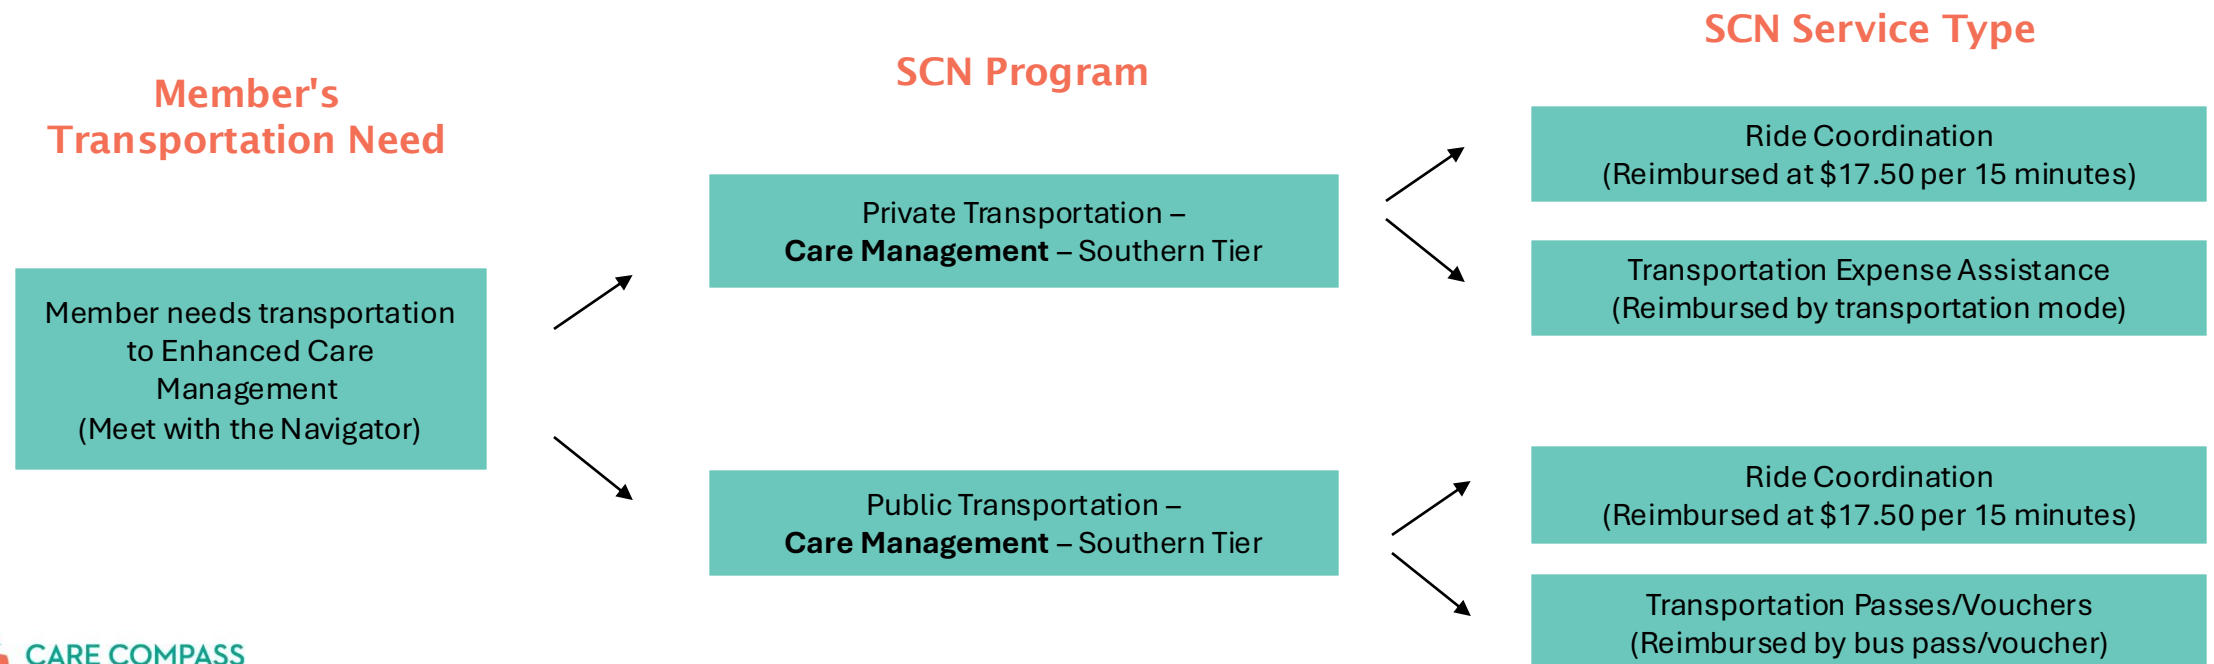 Member's
Transportation Need
SCN Program
SCN Service Type
Member needs transportation
to Enhanced Care
Management
(Meet with the Navigator)
Private Transportation –
Care Management – Southern Tier
Public Transportation –
Care Management – Southern Tier
Ride Coordination
(Reimbursed at $17.50 per 15 minutes)
Transportation Expense Assistance
(Reimbursed by transportation mode)
Ride Coordination
(Reimbursed at $17.50 per 15 minutes)
Transportation Passes/Vouchers
(Reimbursed by bus pass/voucher)
CARE COMPASS